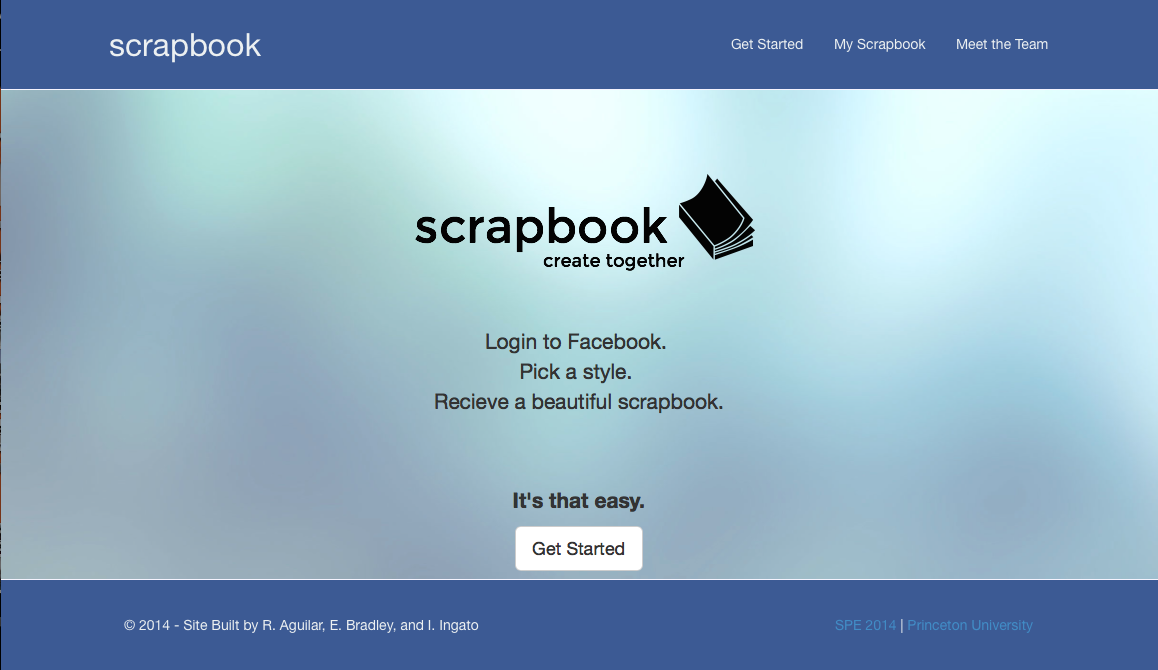 scrapbook
Get Started My Scrapbook Meet the Team
scrapbook
create together
Login to Facebook.
Pick a style.
Recieve a beautiful scrapbook.
It's that easy.
Get Started
© 2014 - Site Built by R. Aguilar, E. Bradley, and I. Ingato
SPE 2014 | Princeton University